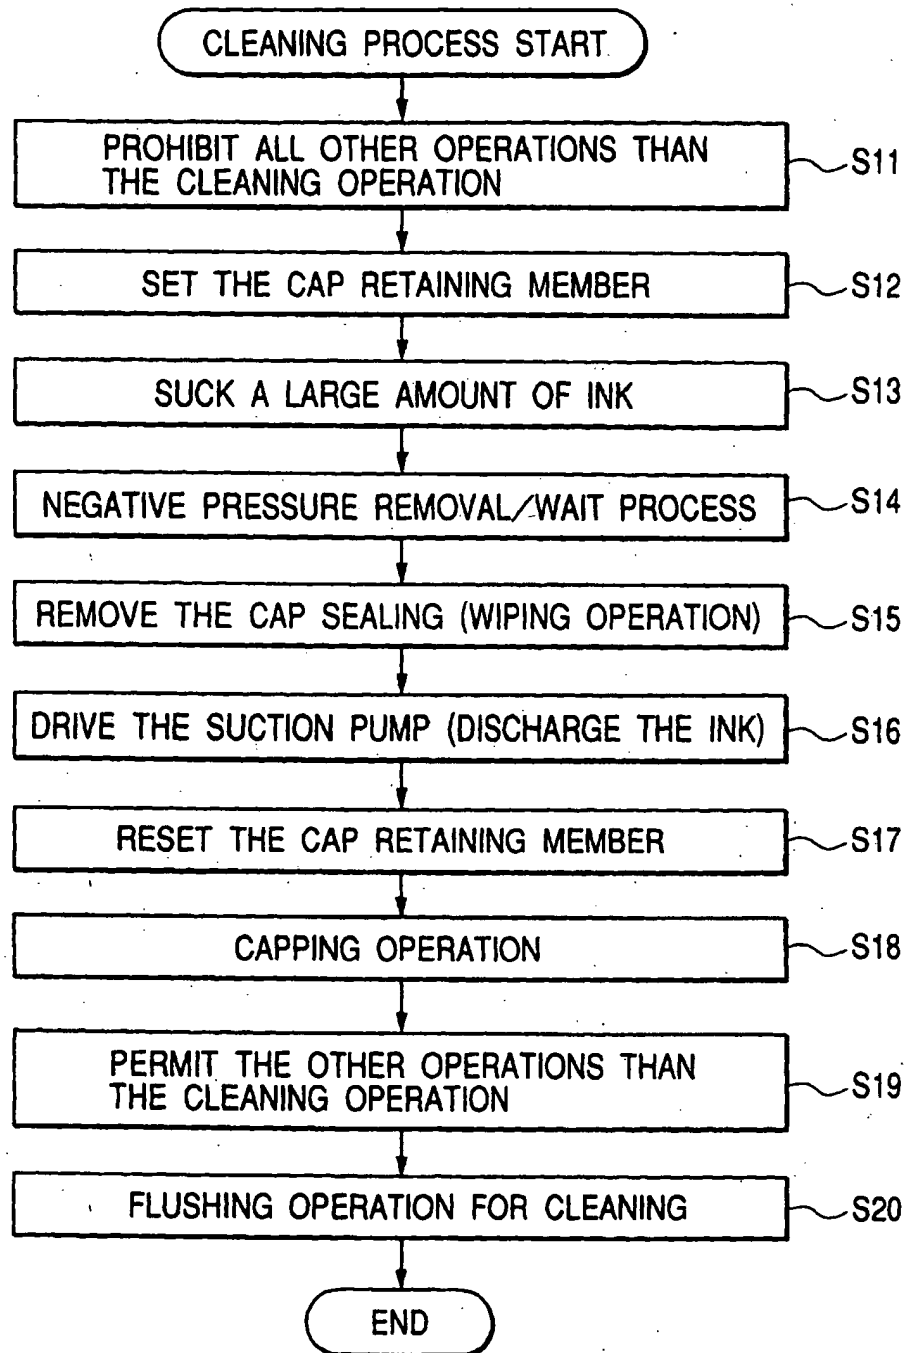 CLEANING PROCESS START
PROHIBIT ALL OTHER OPERATIONS THAN
THE CLEANING OPERATION
S11
SET THE CAP RETAINING MEMBER
S12
SUCK A LARGE AMOUNT OF INK
S13
NEGATIVE PRESSURE REMOVAL/WAIT PROCESS
S14
REMOVE THE CAP SEALING (WIPING OPERATION)
S15
DRIVE THE SUCTION PUMP (DISCHARGE THE INK)
S16
RESET THE CAP RETAINING MEMBER
S17
CAPPING OPERATION
S18
PERMIT THE OTHER OPERATIONS THAN
THE CLEANING OPERATION
S19
FLUSHING OPERATION FOR CLEANING
S20
END